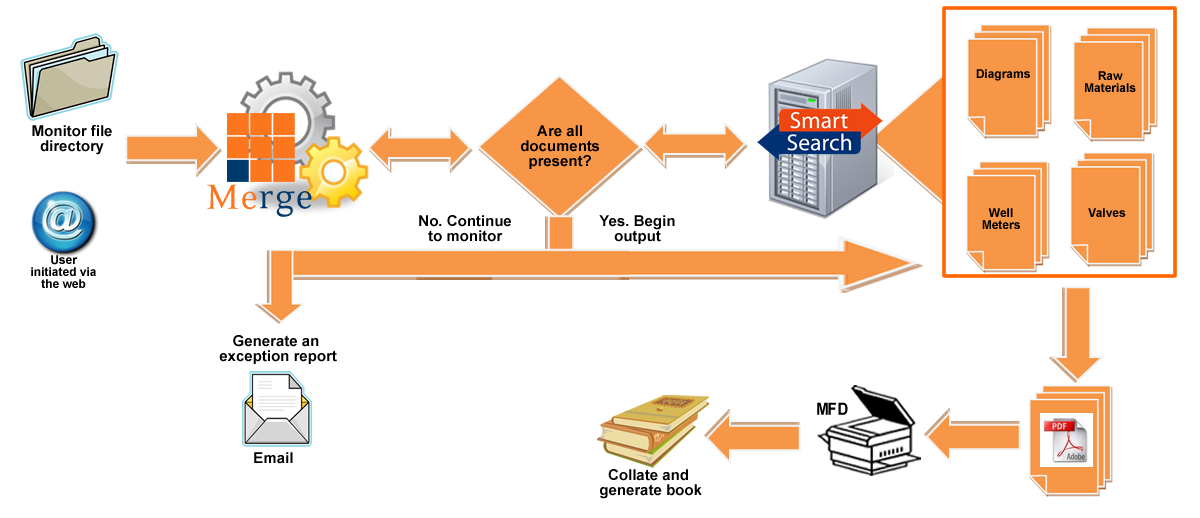 Monitor file
directory
User
initiated via
the web
Merge
Are all
documents
present?
No. Continue
to monitor
Yes. Begin
output
Smart
Search
Diagrams
Raw
Materials
Well
Meters
Valves
Generate an
exception report
Email
Collate and
generate book
MFD
PDF
Adobe